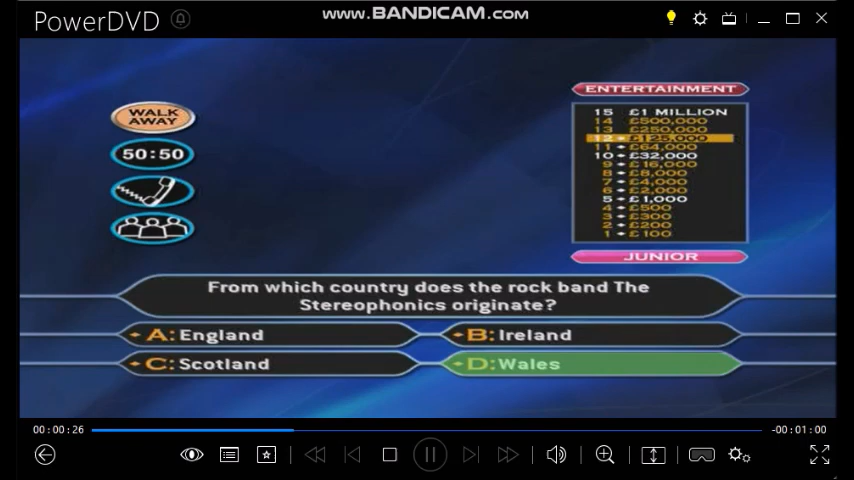 PowerDVD
www.BANDICAM.com
WALK
AWAY
50:50
ENTERTAINMENT
15 £1 MILLION
14 £500,000
13 £250,000
12 £125,000
11 £64,000
10 £32,000
9 £16,000
8 £8,000
7 £4,000
6 £2,000
5 £1,000
4 £500
3 £300
2 £200
1 £100
JUNIOR
From which country does the rock band The
Stereophonics originate?
A: England
B: Ireland
C: Scotland
D: Wales
00:00:26
-00:01:00